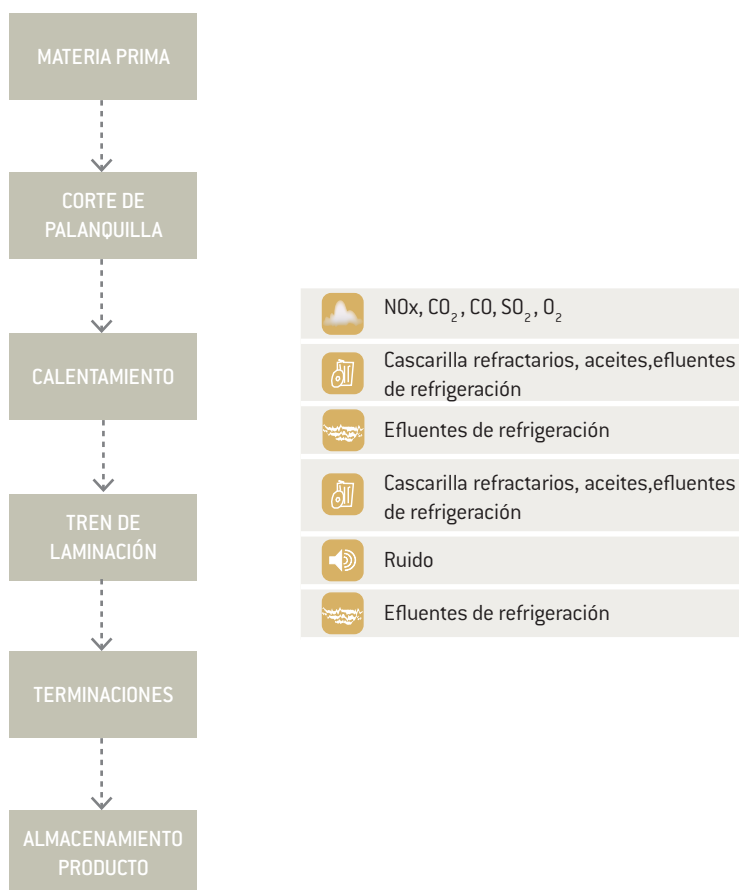 MATERIA PRIMA
CORTE DE
PALANQUILLA
CALENTAMIENTO
NOx, CO₂, CO, SO₂, O₂
Cascarilla refractarios, aceites,efluentes
de refrigeración
Efluentes de refrigeración
TREN DE
LAMINACIÓN
Cascarilla refractarios, aceites,efluentes
de refrigeración
Ruido
Efluentes de refrigeración
TERMINACIONES
ALMACENAMIENTO
PRODUCTO